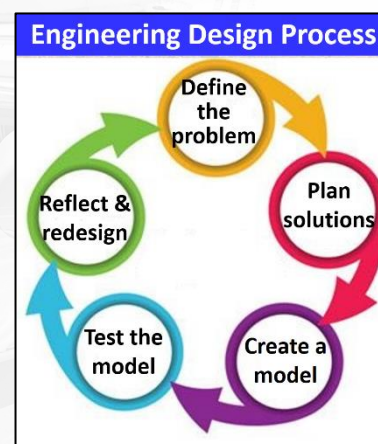 Engineering Design Process
Define
the
problem
Plan
solutions
Create a
model
Test the
model
Reflect &
redesign